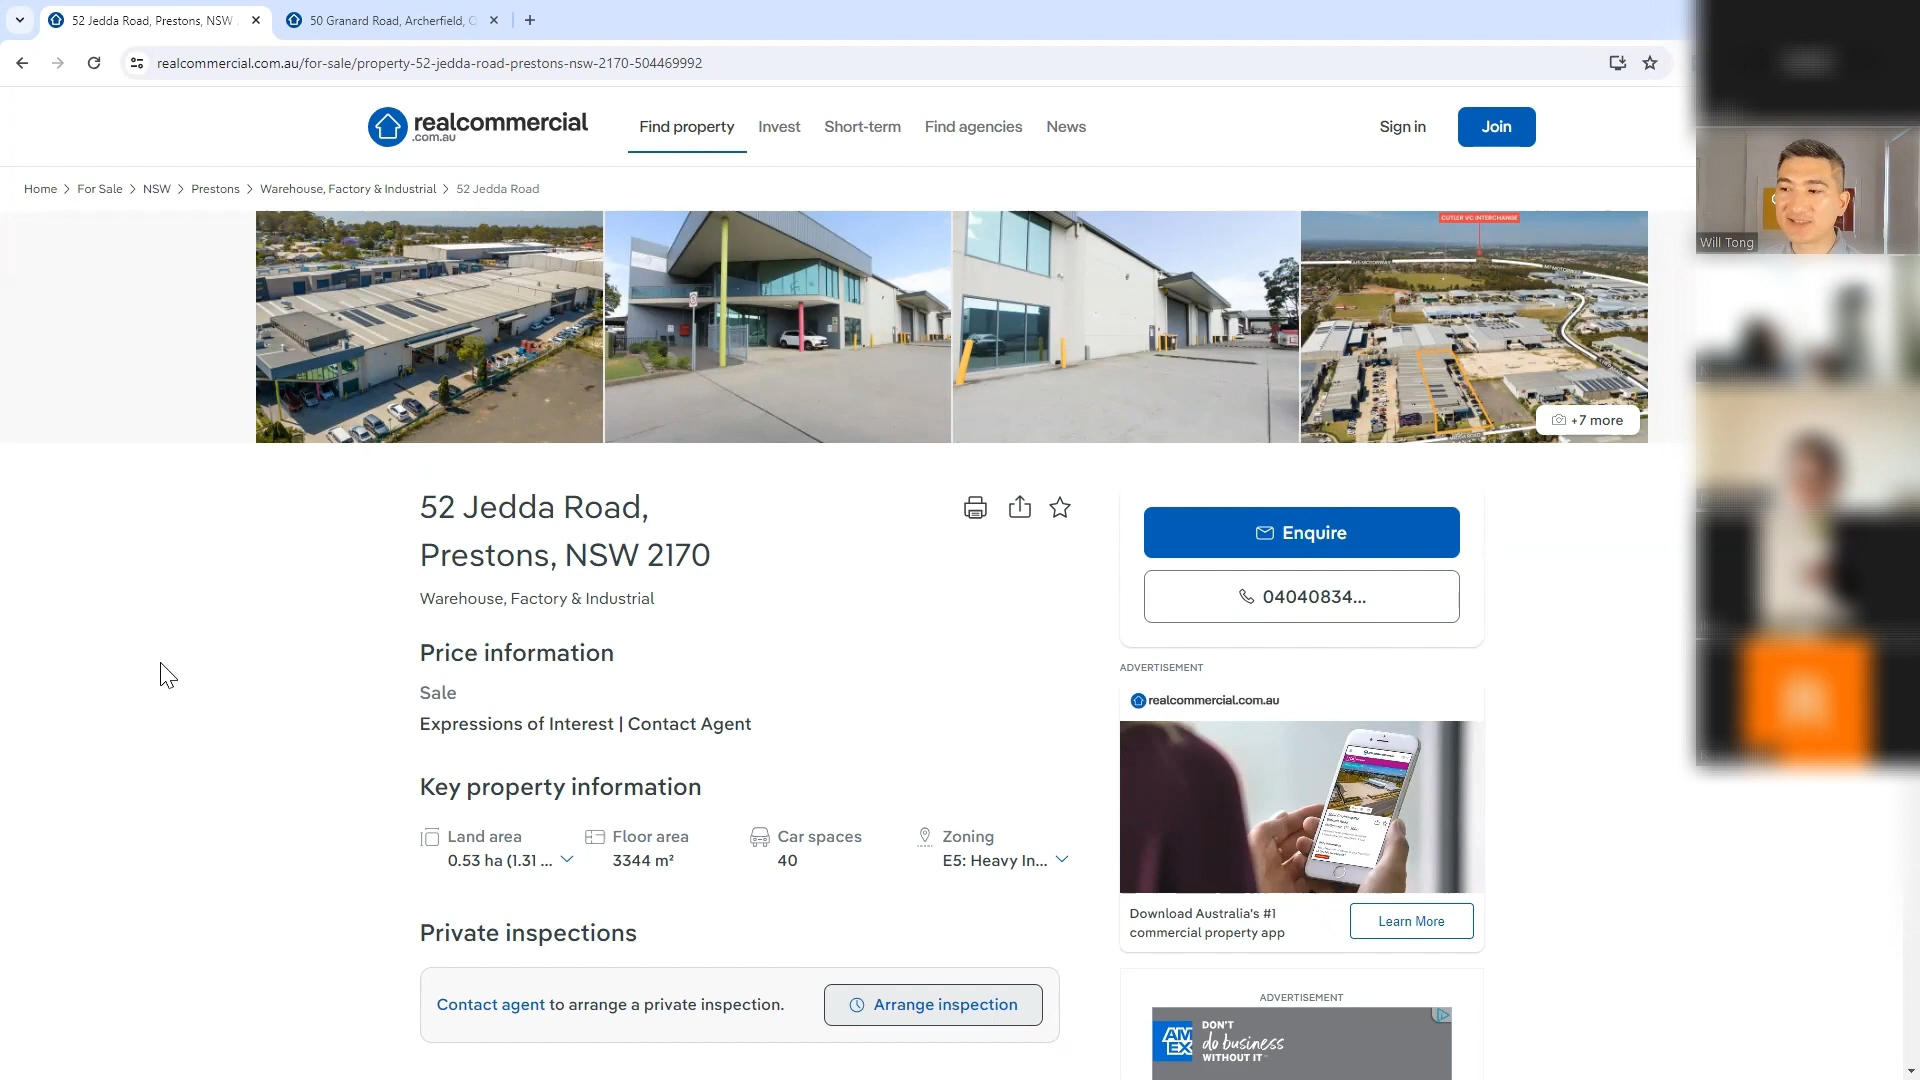 52 Jedda Road, Prestons, NSW
50 Granard Road, Archerfield,
realcommercial.com.au/for-sale/property-52-jedda-road-prestons-nsw-2170-504469992
realcommercial
.com.au
Find property
Invest
Short-term
Find agencies
News
Sign in
Join
Home > For Sale > NSW > Prestons > Warehouse, Factory & Industrial > 52 Jedda Road
CUTLER VC INTERCHANGE
+7 more
Will Tong
52 Jedda Road,
Prestons, NSW 2170
Warehouse, Factory & Industrial
Price information
Sale
Expressions of Interest | Contact Agent
Key property information
Land area
0.53 ha (1.31 ...
Floor area
3344 m²
Car spaces
40
Zoning
E5: Heavy In...
Private inspections
Contact agent to arrange a private inspection.
Arrange inspection
Enquire
04040834...
ADVERTISEMENT
realcommercial.com.au
Download Australia's #1
commercial property app
Learn More
ADVERTISEMENT
AM
EX
DON'T
do business
WITHOUT IT